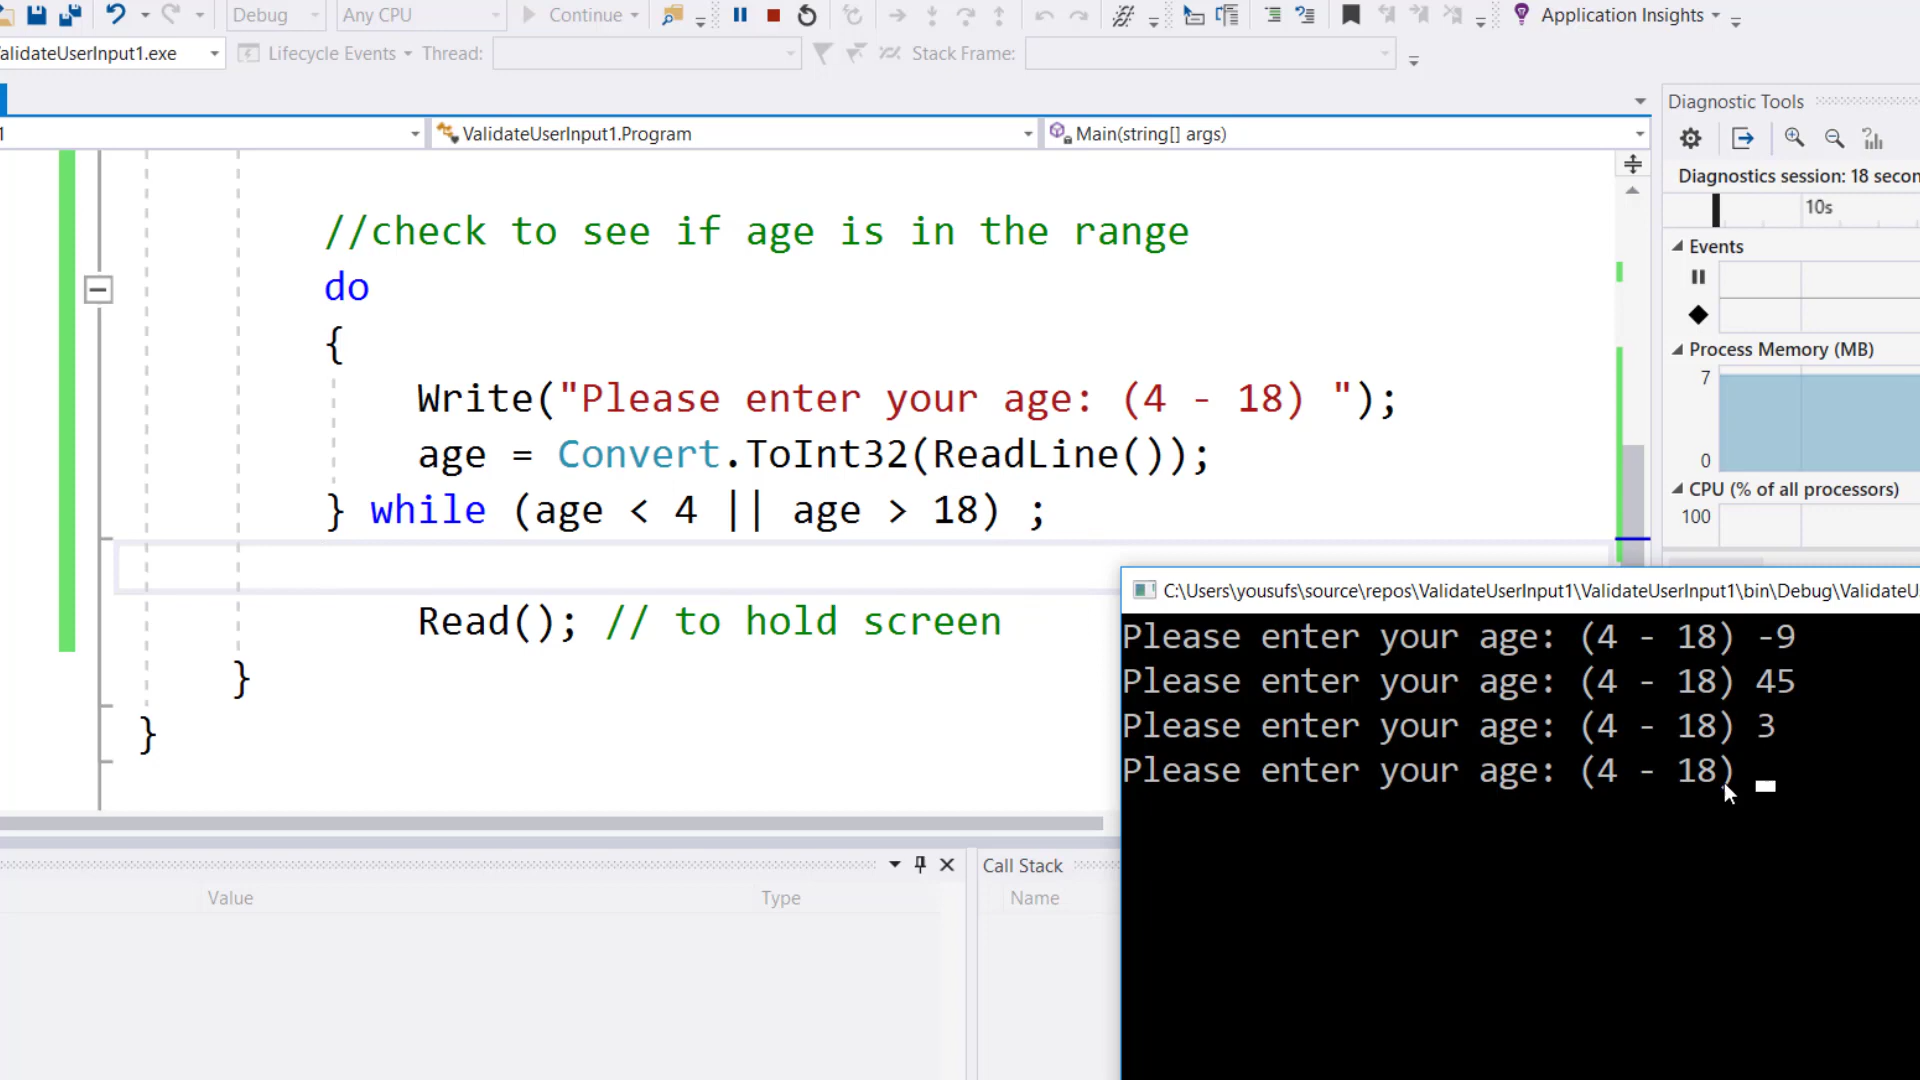 Debug Any CPU Continue Application Insights
alidateUserInput1.exe Lifecycle Events Thread: Stack Frame:
Diagnostic Tools
1 ValidateUserInput1.Program Main(string[] args)
Diagnostics session: 18 secon
10s
Events
Process Memory (MB)
7
0
CPU (% of all processors)
100
//check to see if age is in the range
do
{
Write("Please enter your age: (4 - 18) ");
age = Convert.ToInt32(ReadLine());
} while (age < 4 || age > 18) ;
Read(); // to hold screen
}
}
C:\Users\yousufs\source\repos\ValidateUserInput1\ValidateUserInput1\bin\Debug\ValidateU
Please enter your age: (4 - 18) -9
Please enter your age: (4 - 18) 45
Please enter your age: (4 - 18) 3
Please enter your age: (4 - 18)
Value Type
Call Stack
Name